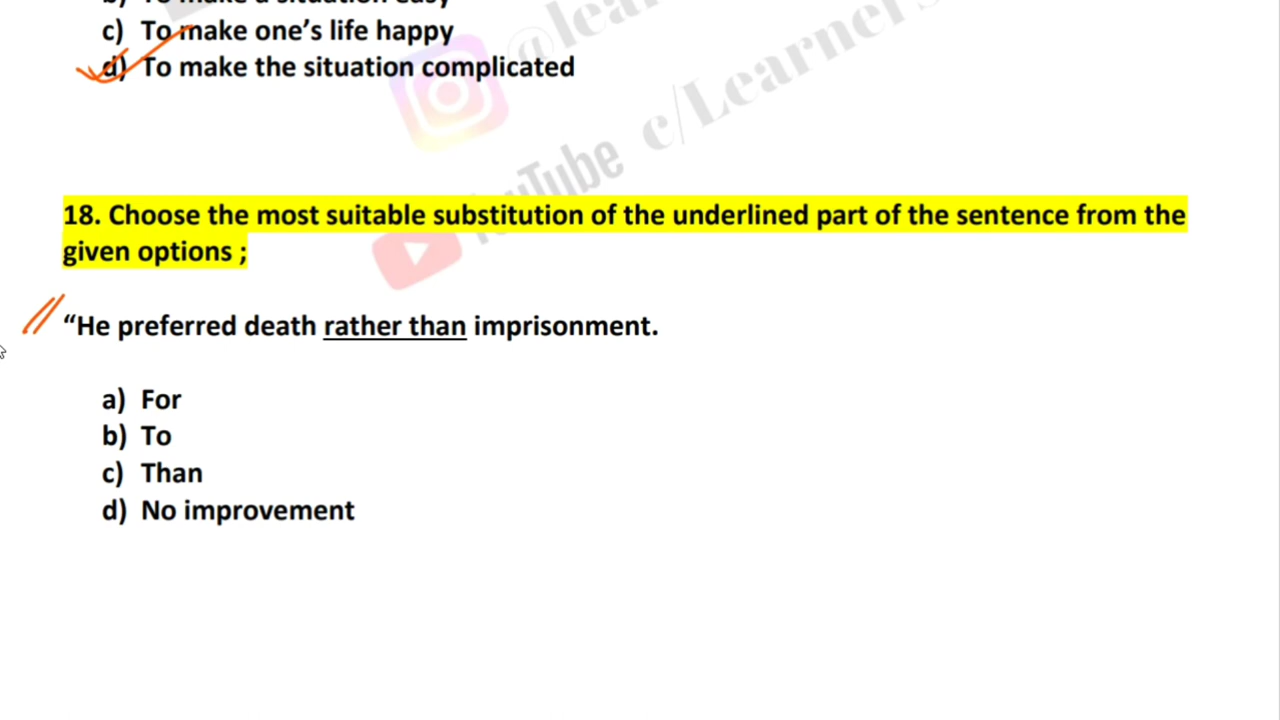 c) To make one’s life happy
d) To make the situation complicated
YouTube c/Learners
18. Choose the most suitable substitution of the underlined part of the sentence from the
given options ;
“He preferred death rather than imprisonment.
a) For
b) To
c) Than
d) No improvement